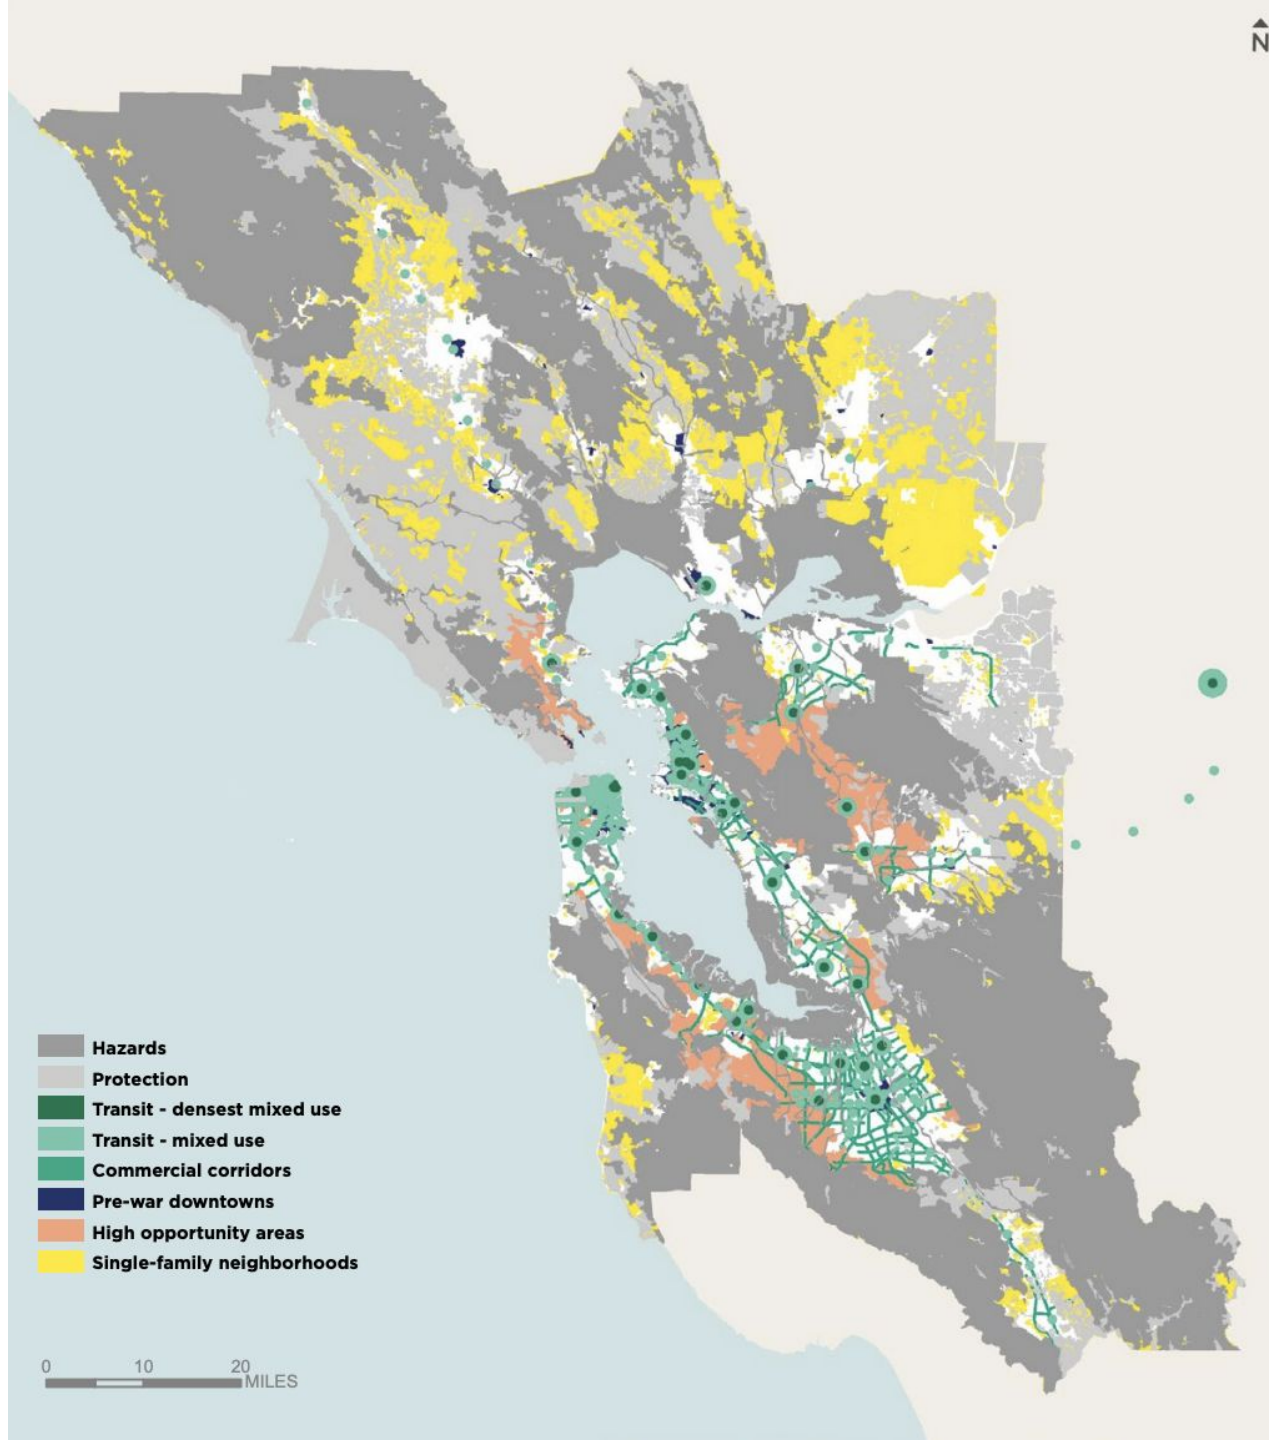 N
Hazards
Protection
Transit - densest mixed use
Transit - mixed use
Commercial corridors
Pre-war downtowns
High opportunity areas
Single-family neighborhoods
0 10 20
MILES